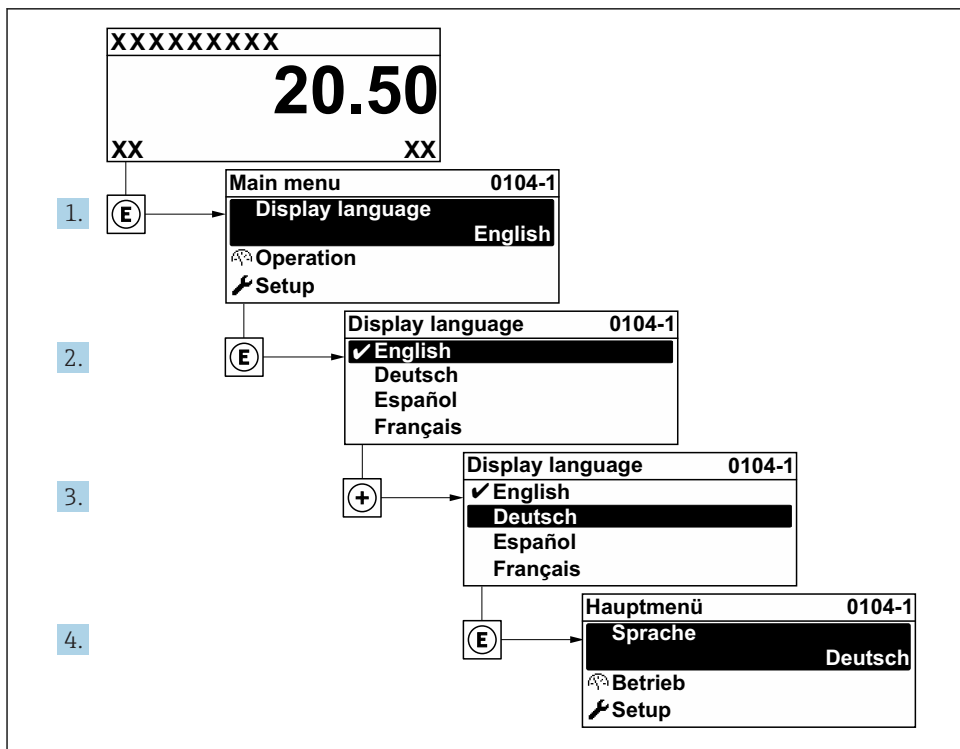 XXXXXXXXX
20.50
XX XX
1. E
Main menu 0104-1
Display language
English
Operation
Setup
2. E
Display language 0104-1
✔English
Deutsch
Español
Français
3. +
Display language 0104-1
✔English
Deutsch
Español
Français
4. E
Hauptmenü 0104-1
Sprache
Deutsch
Betrieb
Setup